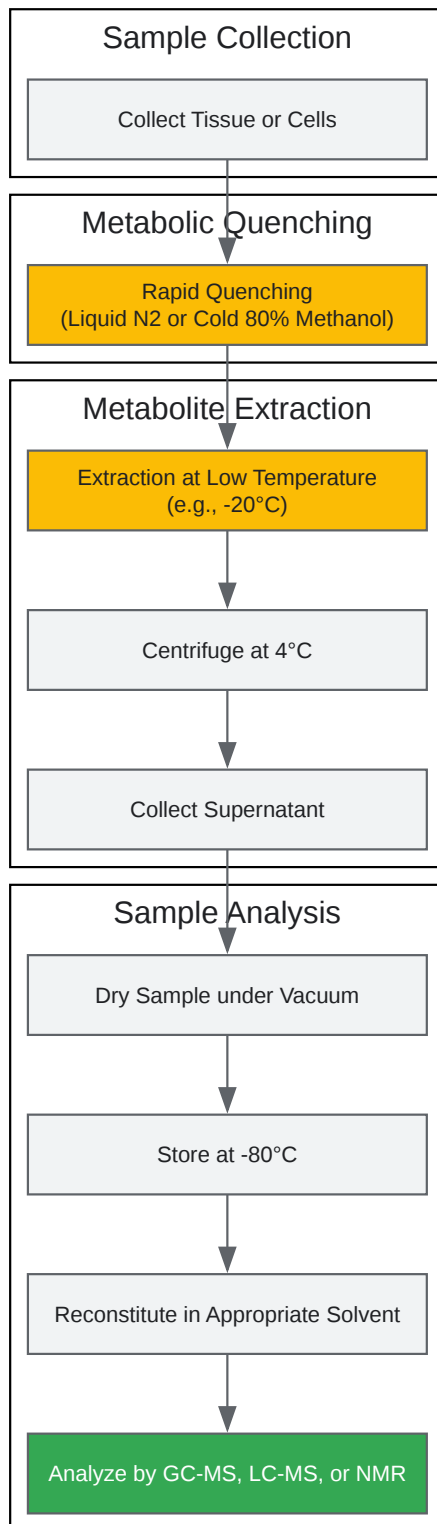 Sample Collection
Collect Tissue or Cells
Metabolic Quenching
Rapid Quenching
(Liquid N2 or Cold 80% Methanol)
Metabolite Extraction
Extraction at Low Temperature
(e.g., -20°C)
Centrifuge at 4°C
Collect Supernatant
Sample Analysis
Dry Sample under Vacuum
Store at -80°C
Reconstitute in Appropriate Solvent
Analyze by GC-MS, LC-MS, or NMR